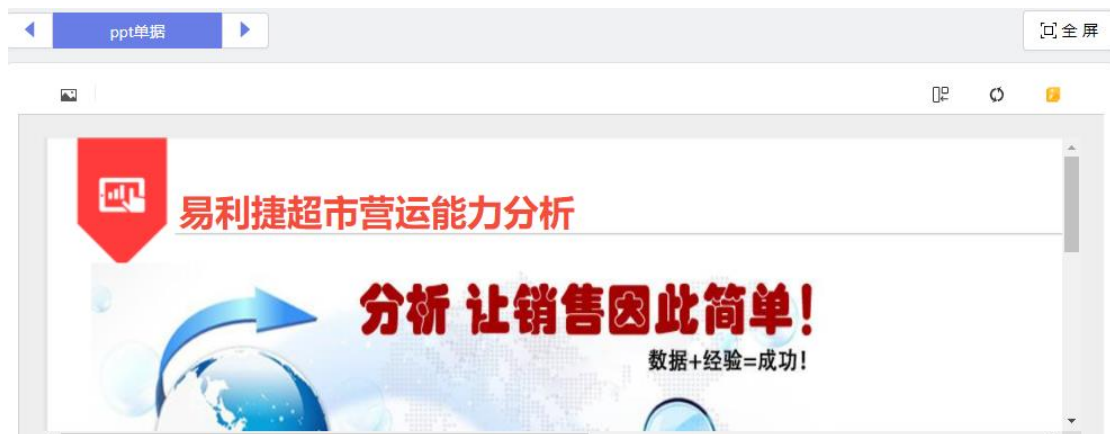 ppt单据
全屏
易利捷超市营运能力分析
分析 让销售因此简单!
数据+经验=成功!